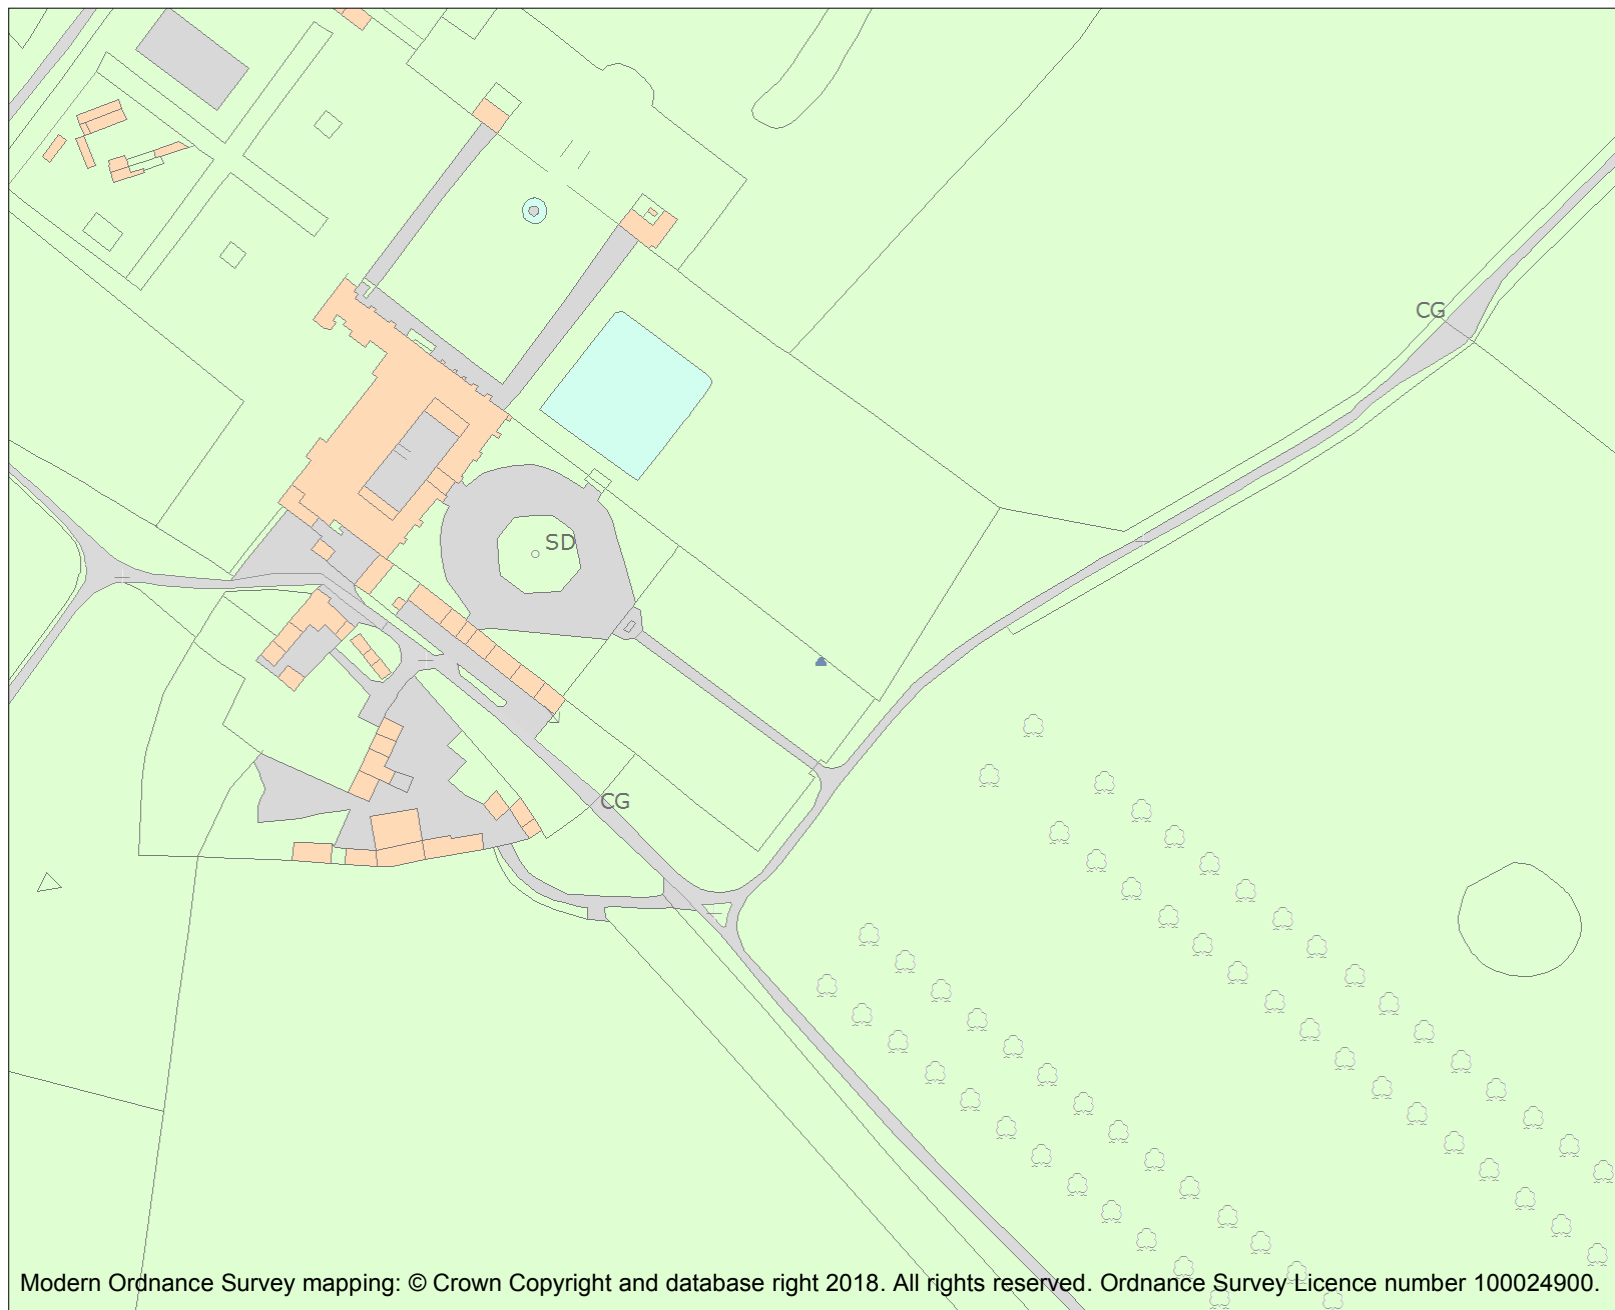 CG
SD
CG
Modern Ordnance Survey mapping: © Crown Copyright and database right 2018. All rights reserved. Ordnance Survey Licence number 100024900.